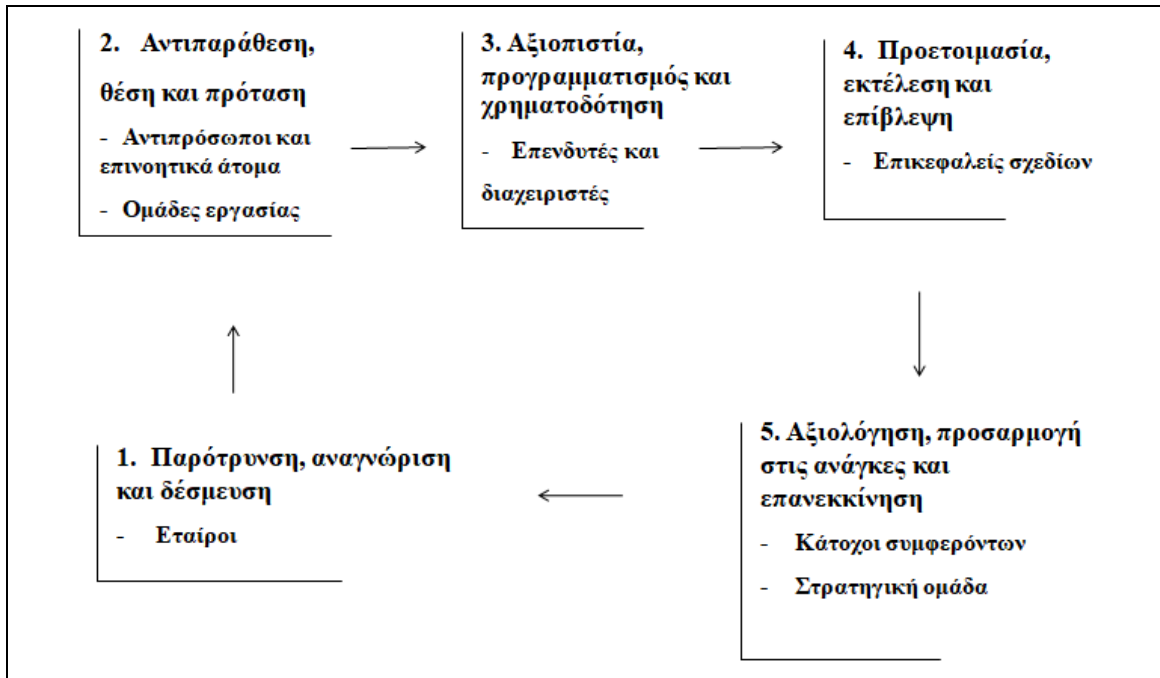 2. Αντιπαράθεση,
θέση και πρόταση
- Αντιπρόσωποι και
επινοητικά άτομα
- Ομάδες εργασίας
3. Αξιοπιστία,
προγραμματισμός και
χρηματοδότηση
- Επενδυτές και
διαχειριστές
4. Προετοιμασία,
εκτέλεση και
επίβλεψη
- Επικεφαλείς σχεδίων
1. Παρότρυνση, αναγνώριση
και δέσμευση
- Εταίροι
5. Αξιολόγηση, προσαρμογή
στις ανάγκες και
επανεκκίνηση
- Κάτοχοι συμφερόντων
- Στρατηγική ομάδα